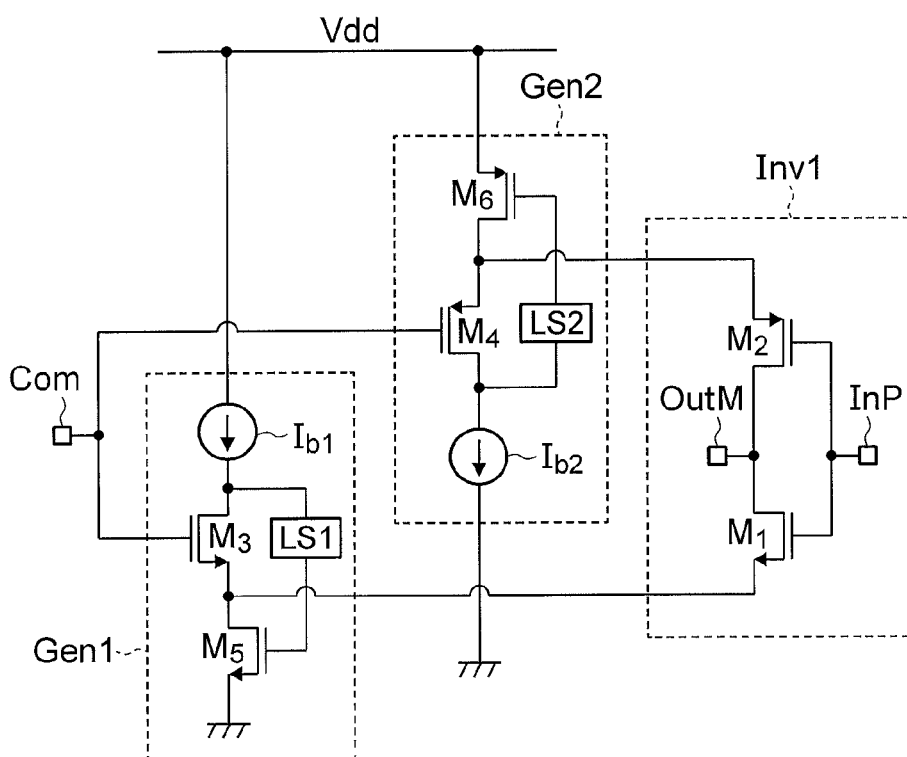 Vdd
Gen2
M6
Inv1
M4
LS2
M2
Com
OutM
InP
Ib1
Ib2
M3
LS1
M1
Gen1
M5